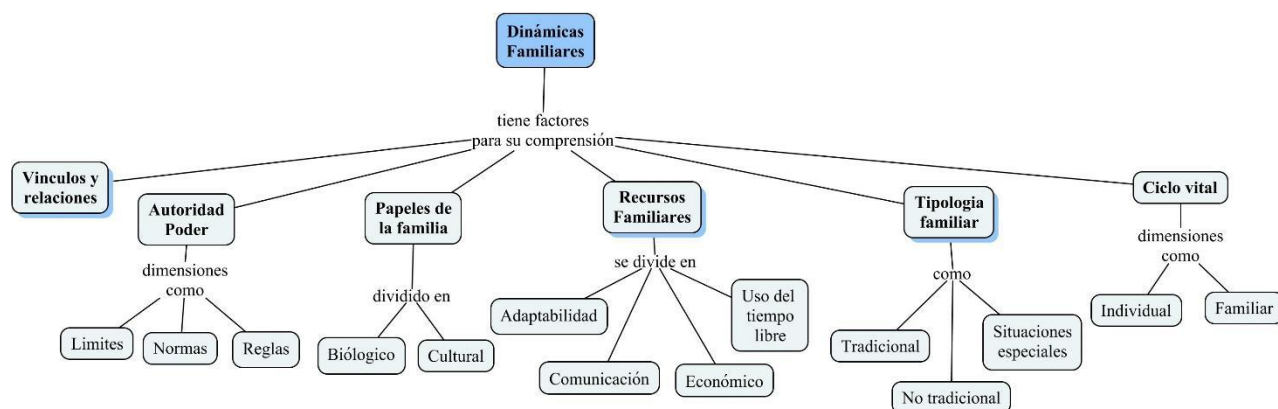 Dinámicas
Familiares
tiene factores
para su comprensión
Vinculos y
relaciones
Autoridad
Poder
dimensiones
como
Limites
Normas
Reglas
Papeles de
la familia
dividido en
Biólogico
Cultural
Recursos
Familiares
se divide en
Adaptabilidad
Comunicación
Económico
Uso del
tiempo
libre
Tipologia
familiar
como
Tradicional
No tradicional
Situaciones
especiales
Ciclo vital
dimensiones
como
Individual
Familiar